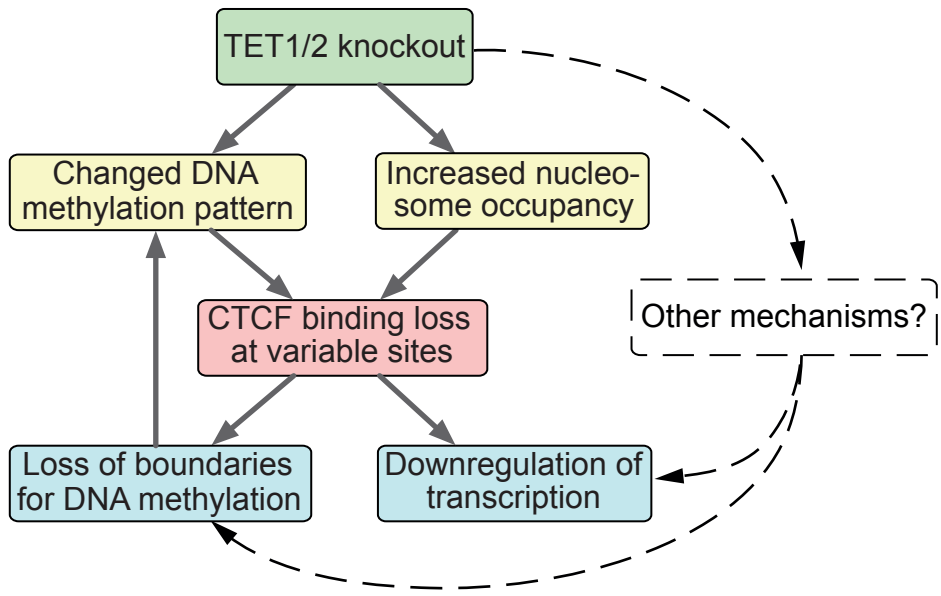 TET1/2 knockout
Changed DNA
methylation pattern
Increased nucleo-
some occupancy
CTCF binding loss
at variable sites
Other mechanisms?
Loss of boundaries
for DNA methylation
Downregulation of
transcription